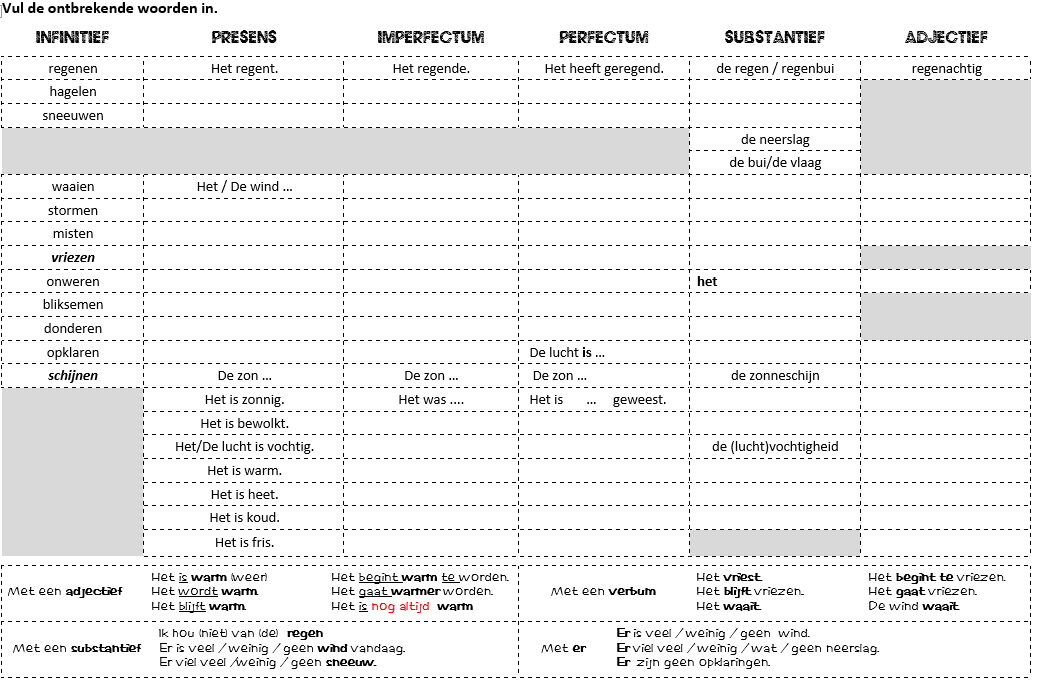 Vul de ontbrekende woorden in.
INFINITIEF PRESENS IMPERFECTUM PERFECTUM SUBSTANTIEF ADJECTIEF
regenen Het regent. Het regende. Het heeft geregend. de regen / regenbui regenachtig
hagelen
sneeuwen
de neerslag
de bui/de vlaag
waaien Het / De wind ...
stormen
misten
vriezen
onweren het
bliksemen
donderen
opklaren De lucht is ...
schijnen De zon ... De zon ... De zon ... de zonneschijn
Het is zonnig. Het was .... Het is ... geweest.
Het is bewolkt.
Het/De lucht is vochtig. de (lucht)vochtigheid
Het is warm.
Het is heet.
Het is koud.
Het is fris.
Met een adjectief
Het is warm (weer)
Het wordt warm.
Het blijft warm.
Het begint warm te worden.
Het gaat warmer worden.
Het is nog altijd warm
Met een verbum
Het vriest.
Het blijft vriezen.
Het waait.
Het begint te vriezen.
Het gaat vriezen.
De wind waait.
Met een substantief
Ik hou (niet) van (de) regen
Er is veel / weinig / geen wind vandaag.
Er viel veel /weinig / geen sneeuw.
Met er
Er is veel / weinig / geen wind.
Er viel veel / weinig / wat / geen neerslag.
Er zijn geen opklaringen.